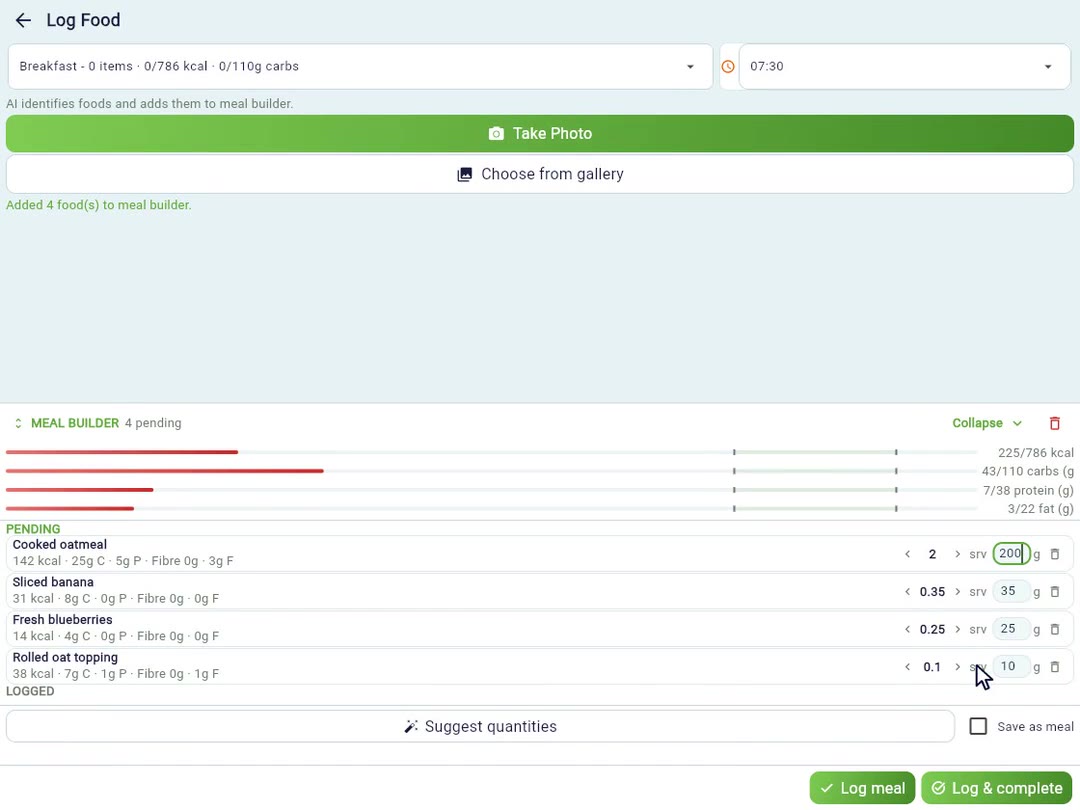 Log Food
Breakfast - 0 items · 0/786 kcal · 0/110g carbs
07:30
AI identifies foods and adds them to meal builder.
Take Photo
Choose from gallery
Added 4 food(s) to meal builder.
MEAL BUILDER 4 pending
Collapse
225/786 kcal
43/110 carbs (g
7/38 protein (g)
3/22 fat (g)
PENDING
Cooked oatmeal
142 kcal · 25g C · 5g P · Fibre 0g · 3g F
2 srv 200 g
Sliced banana
31 kcal · 8g C · 0g P · Fibre 0g · 0g F
0.35 srv 35 g
Fresh blueberries
14 kcal · 4g C · 0g P · Fibre 0g · 0g F
0.25 srv 25 g
Rolled oat topping
38 kcal · 7g C · 1g P · Fibre 0g · 1g F
0.1 srv 10 g
LOGGED
Suggest quantities
Save as meal
Log meal
Log & complete